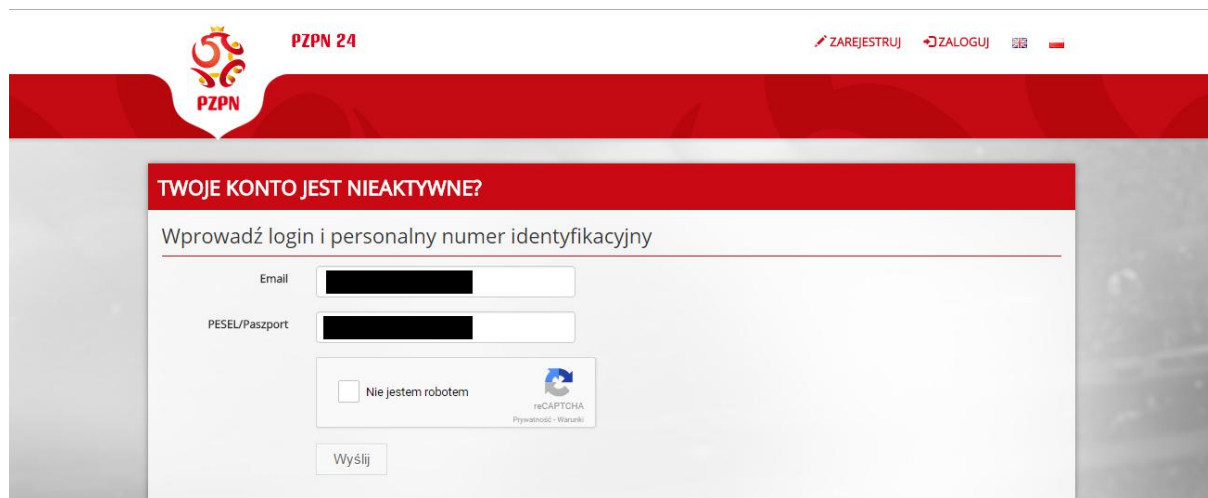 PZPN 24
ZAREJESTRUJ ZALOGUJ
PZPN
TWOJE KONTO JEST NIEAKTYWNE?
Wprowadź login i personalny numer identyfikacyjny
Email
PESEL/Paszport
Nie jestem robotem
reCAPTCHA
Prywatność - Warunki
Wyślij